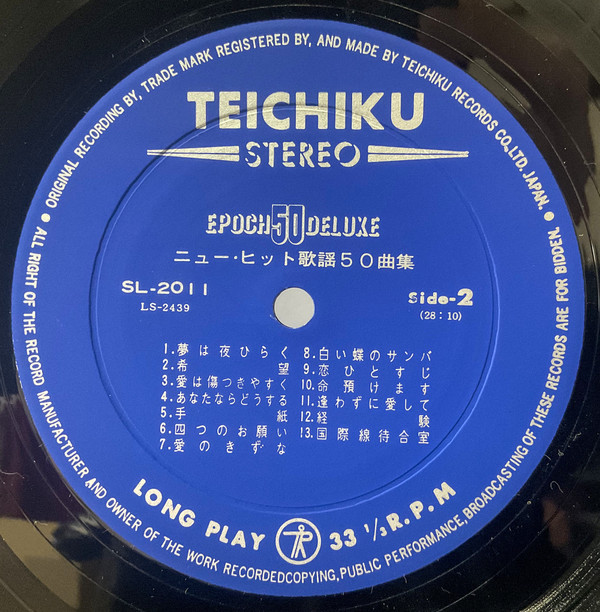 ORIGINAL RECORDING BY, TRADE MARK REGISTERED BY, AND MADE BY TEICHIKU RECORDS CO., LTD. JAPAN.
TEICHIKU
STEREO
EPOCH 50 DELUXE
ニュー・ヒット歌謡50曲集
SL-2011
LS-2439
Side-2
(28:10)
1.夢は夜ひらく
2.希望
3.愛は傷つきやすく
4.あなたならどうする
5.手紙
6.四つのお願い
7.愛のきずな
8.白い蝶のサンバ
9.恋ひとすじ
10.命預けます
11.逢わずに愛して
12.経験
13.国際線待合室
LONG PLAY 33 1/3 R.P.M
ALL RIGHT OF THE RECORD MANUFACTURER AND OWNER OF THE WORK RECORDEDCOPYING, PUBLIC PERFORMANCE, BROADCASTING OF THESE RECORDS ARE FOR BIDDEN.